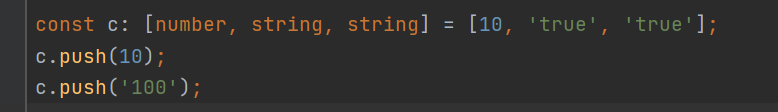 const c: [number, string, string] = [10, 'true', 'true'];
c.push(10);
c.push('100');